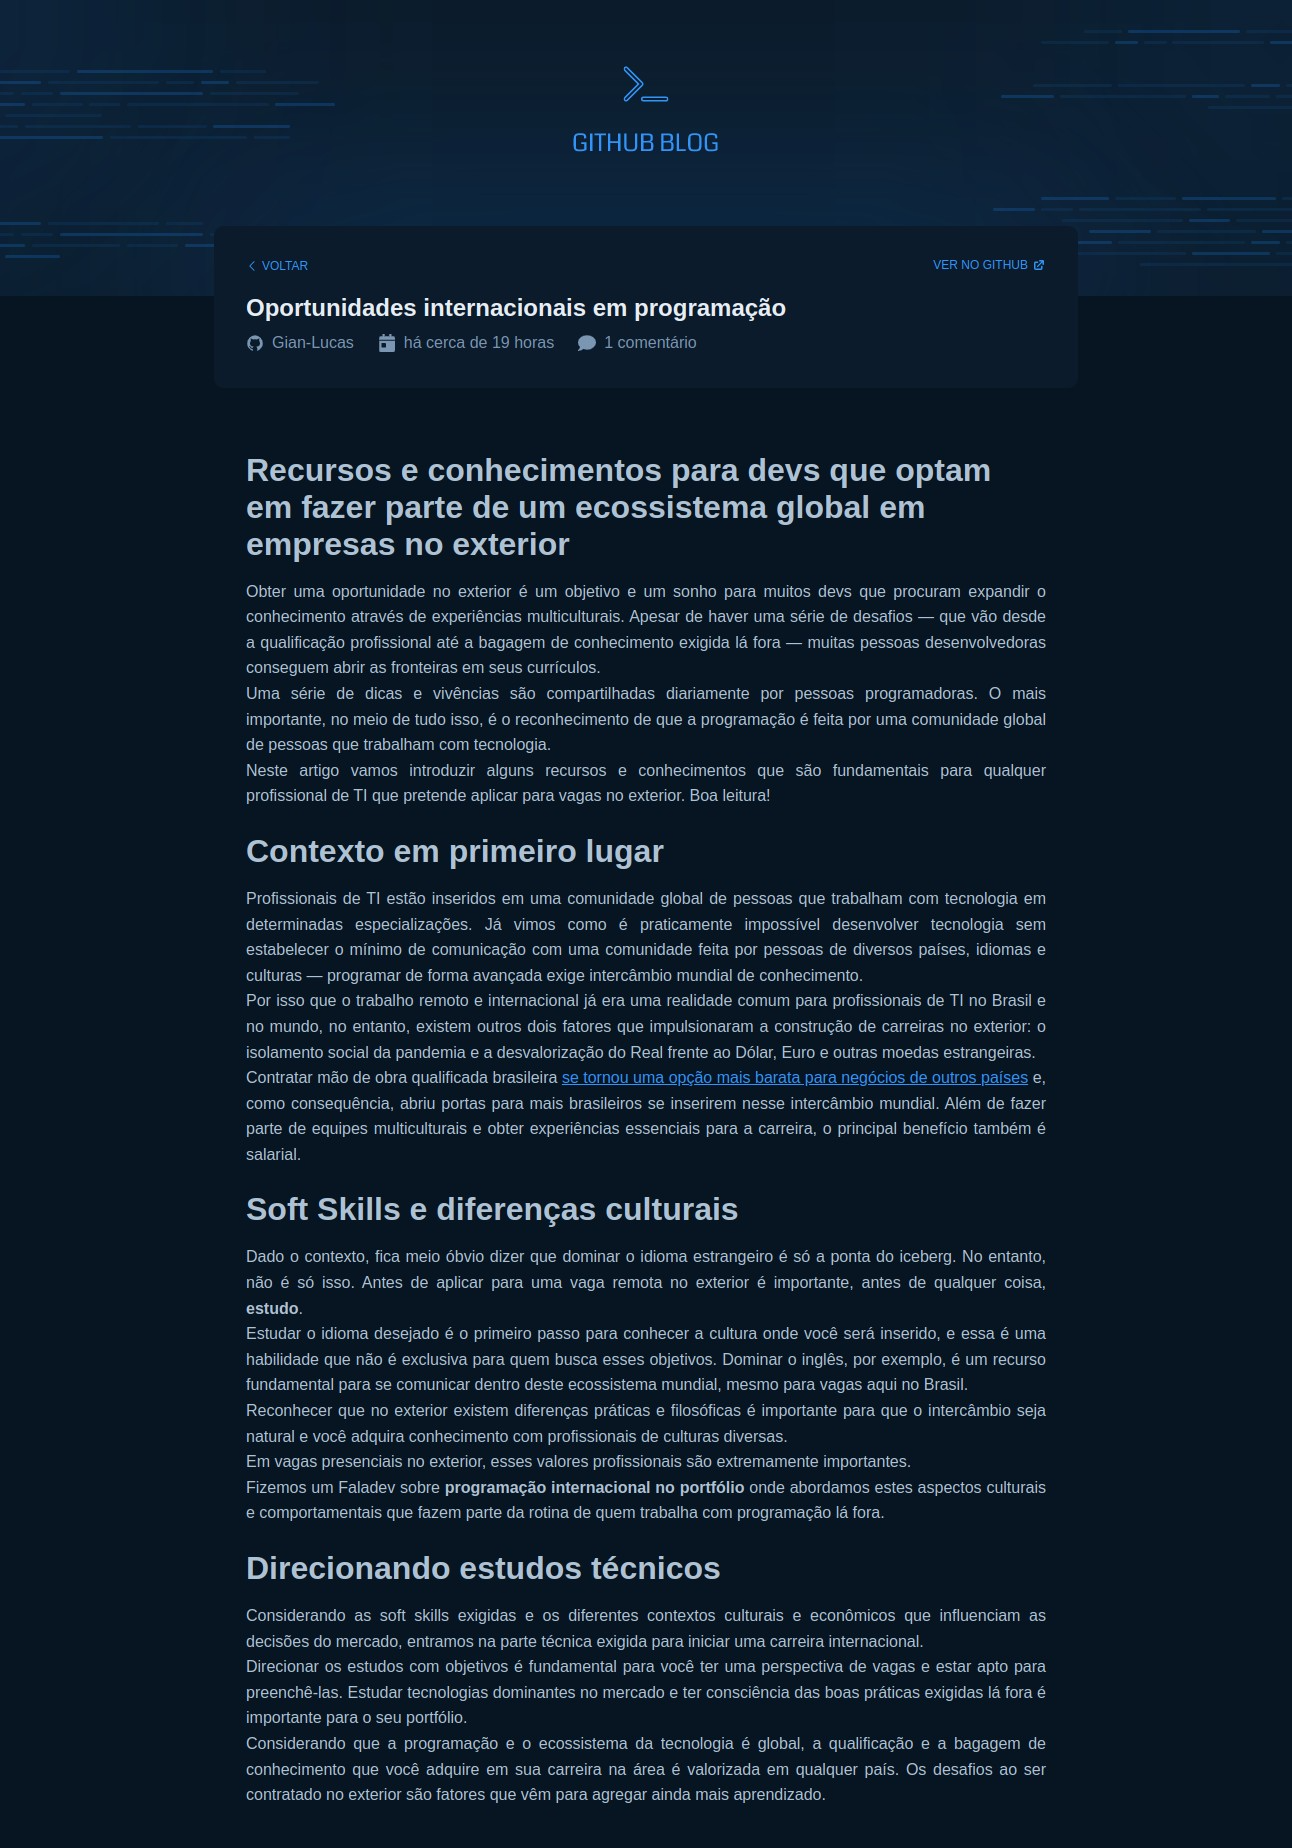 GITHUB BLOG
VOLTAR
VER NO GITHUB
Oportunidades internacionais em programação
Gian-Lucas há cerca de 19 horas 1 comentário
Recursos e conhecimentos para devs que optam
em fazer parte de um ecossistema global em
empresas no exterior
Obter uma oportunidade no exterior é um objetivo e um sonho para muitos devs que procuram expandir o
conhecimento através de experiências multiculturais. Apesar de haver uma série de desafios — que vão desde
a qualificação profissional até a bagagem de conhecimento exigida lá fora — muitas pessoas desenvolvedoras
conseguem abrir as fronteiras em seus currículos.
Uma série de dicas e vivências são compartilhadas diariamente por pessoas programadoras. O mais
importante, no meio de tudo isso, é o reconhecimento de que a programação é feita por uma comunidade global
de pessoas que trabalham com tecnologia.
Neste artigo vamos introduzir alguns recursos e conhecimentos que são fundamentais para qualquer
profissional de TI que pretende aplicar para vagas no exterior. Boa leitura!
Contexto em primeiro lugar
Profissionais de TI estão inseridos em uma comunidade global de pessoas que trabalham com tecnologia em
determinadas especializações. Já vimos como é praticamente impossível desenvolver tecnologia sem
estabelecer o mínimo de comunicação com uma comunidade feita por pessoas de diversos países, idiomas e
culturas — programar de forma avançada exige intercâmbio mundial de conhecimento.
Por isso que o trabalho remoto e internacional já era uma realidade comum para profissionais de TI no Brasil e
no mundo, no entanto, existem outros dois fatores que impulsionaram a construção de carreiras no exterior: o
isolamento social da pandemia e a desvalorização do Real frente ao Dólar, Euro e outras moedas estrangeiras.
Contratar mão de obra qualificada brasileira se tornou uma opção mais barata para negócios de outros países e,
como consequência, abriu portas para mais brasileiros se inserirem nesse intercâmbio mundial. Além de fazer
parte de equipes multiculturais e obter experiências essenciais para a carreira, o principal benefício também é
salarial.
Soft Skills e diferenças culturais
Dado o contexto, fica meio óbvio dizer que dominar o idioma estrangeiro é só a ponta do iceberg. No entanto,
não é só isso. Antes de aplicar para uma vaga remota no exterior é importante, antes de qualquer coisa,
estudo.
Estudar o idioma desejado é o primeiro passo para conhecer a cultura onde você será inserido, e essa é uma
habilidade que não é exclusiva para quem busca esses objetivos. Dominar o inglês, por exemplo, é um recurso
fundamental para se comunicar dentro deste ecossistema mundial, mesmo para vagas aqui no Brasil.
Reconhecer que no exterior existem diferenças práticas e filosóficas é importante para que o intercâmbio seja
natural e você adquira conhecimento com profissionais de culturas diversas.
Em vagas presenciais no exterior, esses valores profissionais são extremamente importantes.
Fizemos um Faladev sobre programação internacional no portfólio onde abordamos estes aspectos culturais
e comportamentais que fazem parte da rotina de quem trabalha com programação lá fora.
Direcionando estudos técnicos
Considerando as soft skills exigidas e os diferentes contextos culturais e econômicos que influenciam as
decisões do mercado, entramos na parte técnica exigida para iniciar uma carreira internacional.
Direcionar os estudos com objetivos é fundamental para você ter uma perspectiva de vagas e estar apto para
preenchê-las. Estudar tecnologias dominantes no mercado e ter consciência das boas práticas exigidas lá fora é
importante para o seu portfólio.
Considerando que a programação e o ecossistema da tecnologia é global, a qualificação e a bagagem de
conhecimento que você adquire em sua carreira na área é valorizada em qualquer país. Os desafios ao ser
contratado no exterior são fatores que vêm para agregar ainda mais aprendizado.